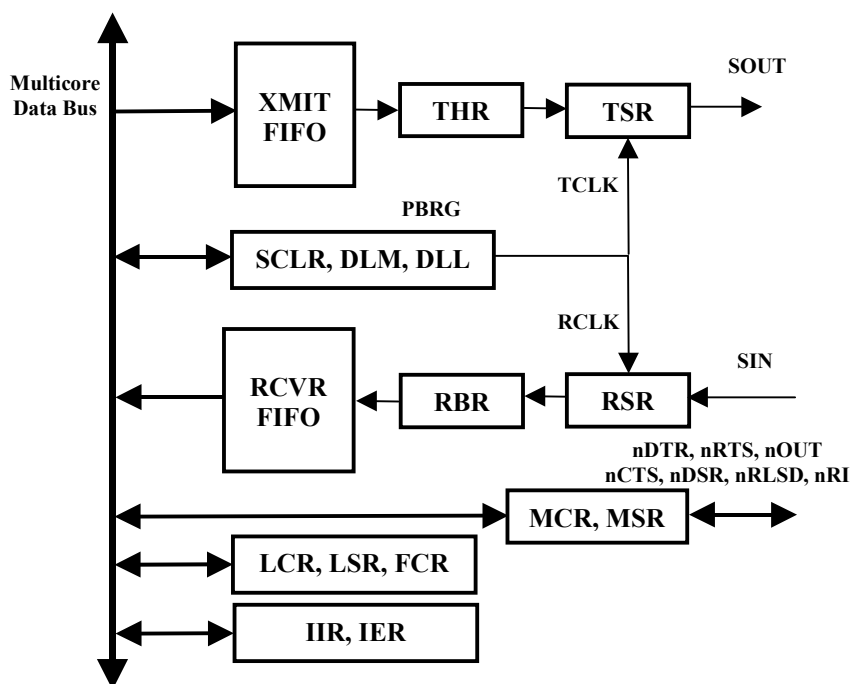 Multicore
Data Bus
XMIT
FIFO
THR
TSR
SOUT
TCLK
PBRG
SCLR, DLM, DLL
RCLK
RCVR
FIFO
RBR
RSR
SIN
nDTR, nRTS, nOUT
nCTS, nDSR, nRLSD, nRI
MCR, MSR
LCR, LSR, FCR
IIR, IER